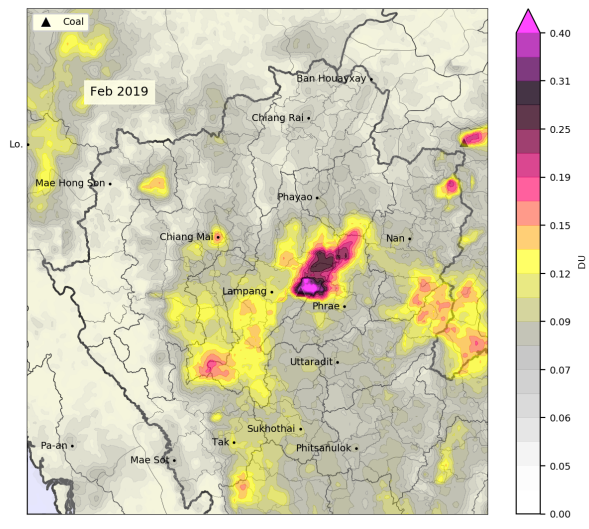 Coal
Feb 2019
Ban Houayxay
Chiang Rai
Lo.
Mae Hong Son
Phayao
Chiang Mai
Nan
Lampang
Phrae
Uttaradit
Sukhothai
Tak
Phitsanulok
Pa-an
Mae Sot
0.40
0.31
0.25
0.19
0.15
0.12
0.09
0.06
0.05
0.00
DU